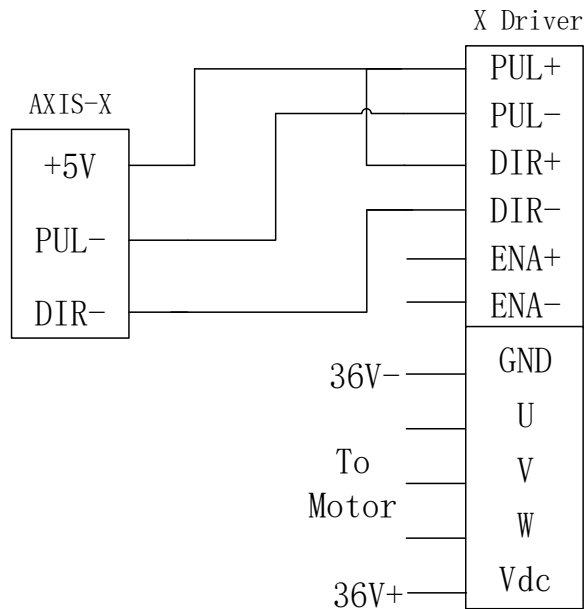 X Driver
AXIS-X
+5V
PUL-
DIR-
PUL+
PUL-
DIR+
DIR-
ENA+
ENA-
GND
U
V
W
Vdc
36V-
To
Motor
36V+